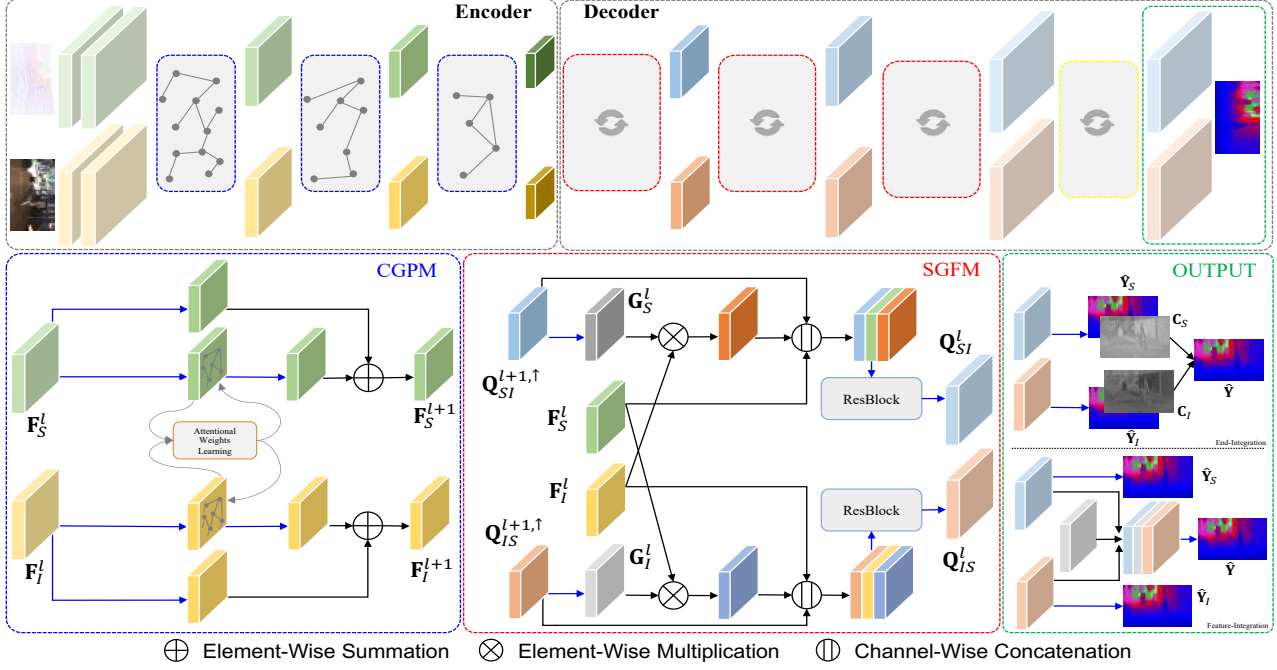 Encoder
Decoder
CGPM
F_S^l
F_S^{l+1}
Attentional
Weights
Learning
F_I^l
F_I^{l+1}
SGFM
G_S^l
Q_{SI}^{l+1,↑}
Q_{SI}^l
ResBlock
F_S^l
F_I^l
Q_{IS}^{l+1,↑}
ResBlock
G_I^l
Q_{IS}^l
OUTPUT
Ŷ_S
C_S
Ŷ
C_I
Ŷ_I
End-Integration
Ŷ_S
Ŷ
Ŷ_I
Feature-Integration
Element-Wise Summation
Element-Wise Multiplication
Channel-Wise Concatenation